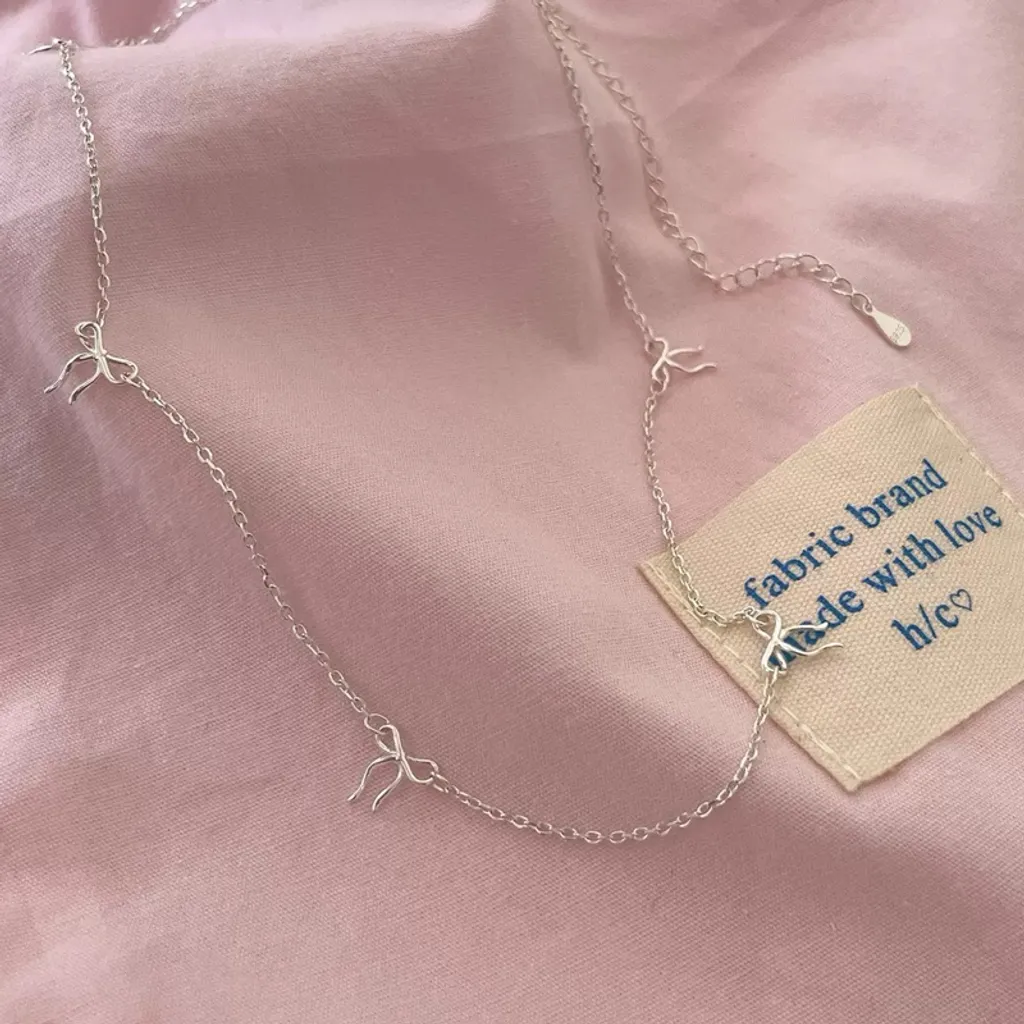 fabric brand
made with love
h/c♡